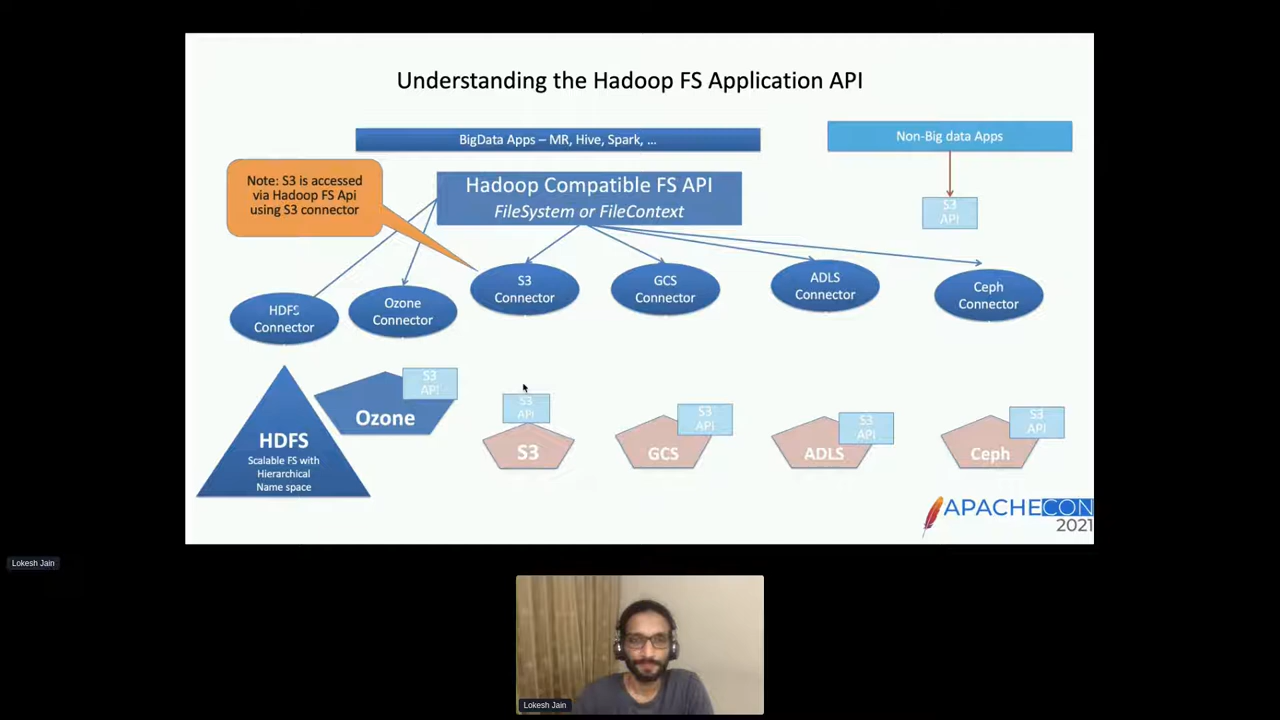 Understanding the Hadoop FS Application API
BigData Apps – MR, Hive, Spark, ...
Non-Big data Apps
Note: S3 is accessed
via Hadoop FS Api
using S3 connector
Hadoop Compatible FS API
FileSystem or FileContext
S3
API
HDFS
Connector
Ozone
Connector
S3
Connector
GCS
Connector
ADLS
Connector
Ceph
Connector
HDFS
Scalable FS with
Hierarchical
Name space
S3
API
Ozone
S3
API
S3
S3
API
GCS
S3
API
ADLS
S3
API
Ceph
APACHECON
2021
Lokesh Jain
Lokesh Jain